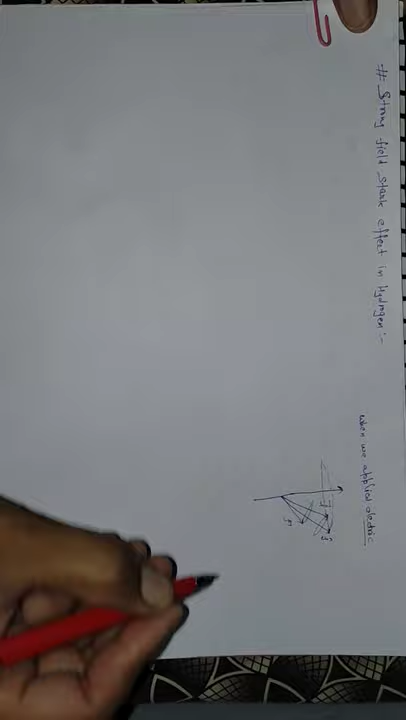 # Strong field stark effect in Hydrogen :-
when we applied electric